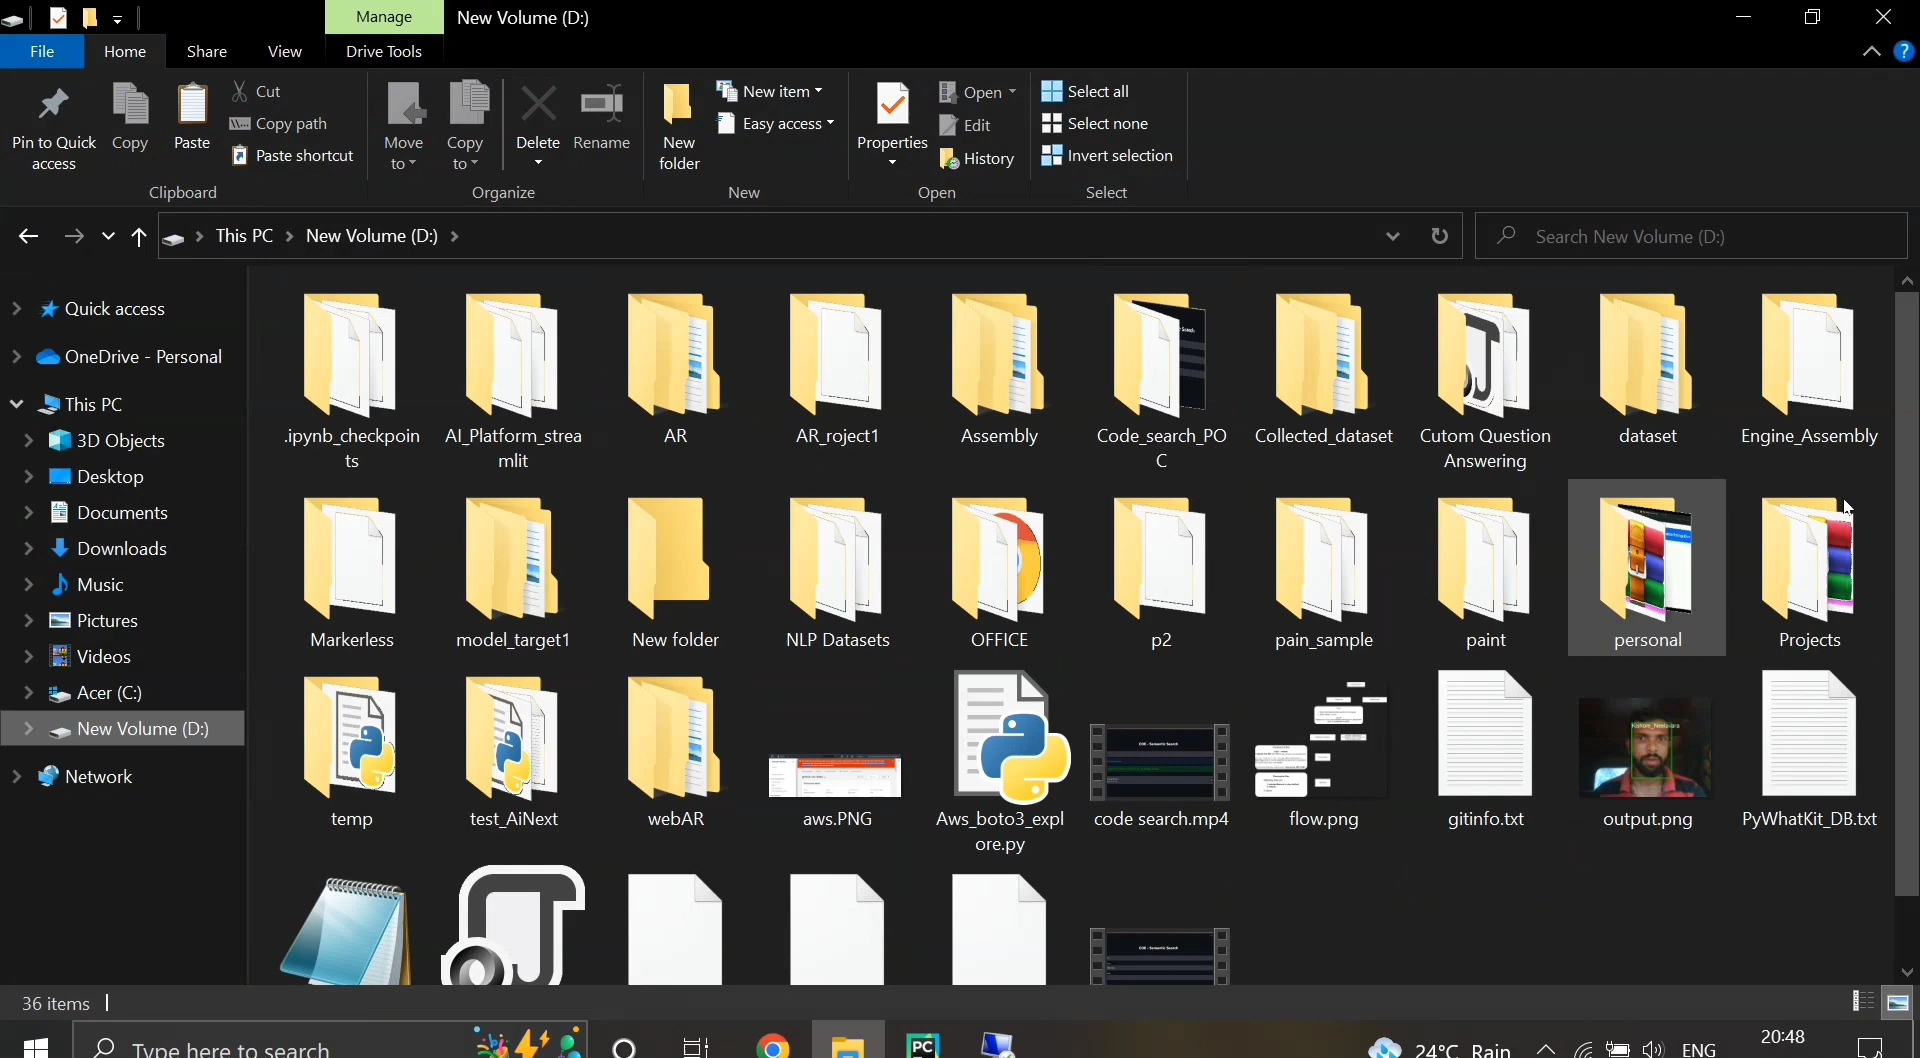 Manage
New Volume (D:)
File
Home
Share
View
Drive Tools
Pin to Quick
access
Copy
Paste
Cut
Copy path
Paste shortcut
Move
to
Copy
to
Delete
Rename
New
folder
New item
Easy access
Properties
Open
Edit
History
Select all
Select none
Invert selection
Clipboard
Organize
New
Open
Select
This PC
New Volume (D:)
Search New Volume (D:)
Quick access
OneDrive - Personal
This PC
3D Objects
Desktop
Documents
Downloads
Music
Pictures
Videos
Acer (C:)
New Volume (D:)
Network
.ipynb_checkpoin
ts
AI_Platform_strea
mlit
AR
AR_roject1
Assembly
Code_search_PO
C
Collected_dataset
Cutom Question
Answering
dataset
Engine_Assembly
Markerless
model_target1
New folder
NLP Datasets
OFFICE
p2
pain_sample
paint
personal
Projects
temp
test_AiNext
webAR
aws.PNG
Aws_boto3_expl
ore.py
code search.mp4
flow.png
gitinfo.txt
output.png
PyWhatKit_DB.txt
36 items
Type here to search
PC
24°C Rain
ENG
20:48